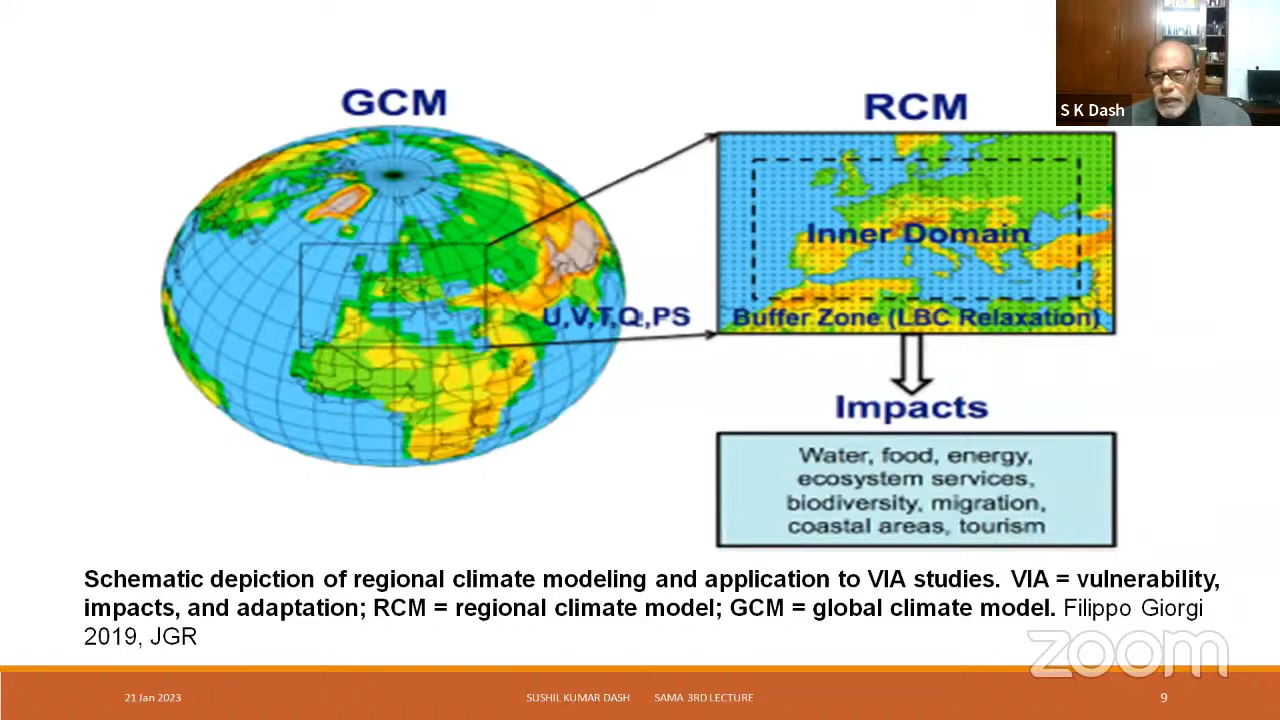 GCM
RCM
S K Dash
Inner Domain
U,V,T,Q,PS
Buffer Zone (LBC Relaxation)
Impacts
Water, food, energy,
ecosystem services,
biodiversity, migration,
coastal areas, tourism
Schematic depiction of regional climate modeling and application to VIA studies. VIA = vulnerability,
impacts, and adaptation; RCM = regional climate model; GCM = global climate model. Filippo Giorgi
2019, JGR
zoom
21 Jan 2023
SUSHIL KUMAR DASH SAMA 3RD LECTURE
9